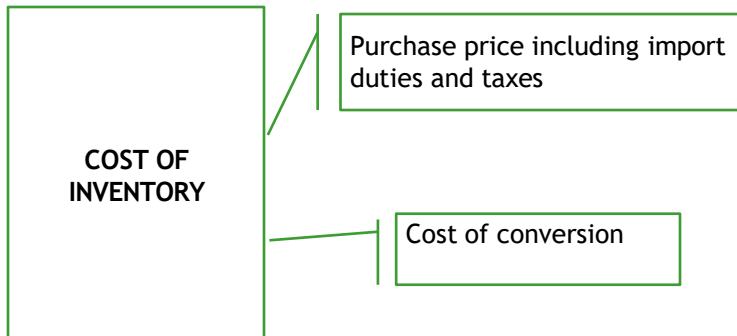 Purchase price including import
duties and taxes
COST OF
INVENTORY
Cost of conversion